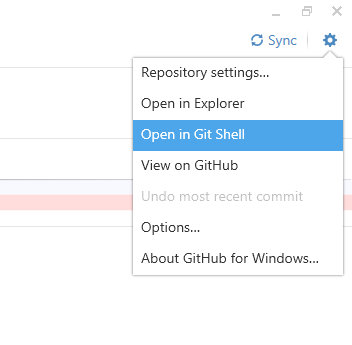 Sync
Repository settings...
Open in Explorer
Open in Git Shell
View on GitHub
Undo most recent commit
Options...
About GitHub for Windows...